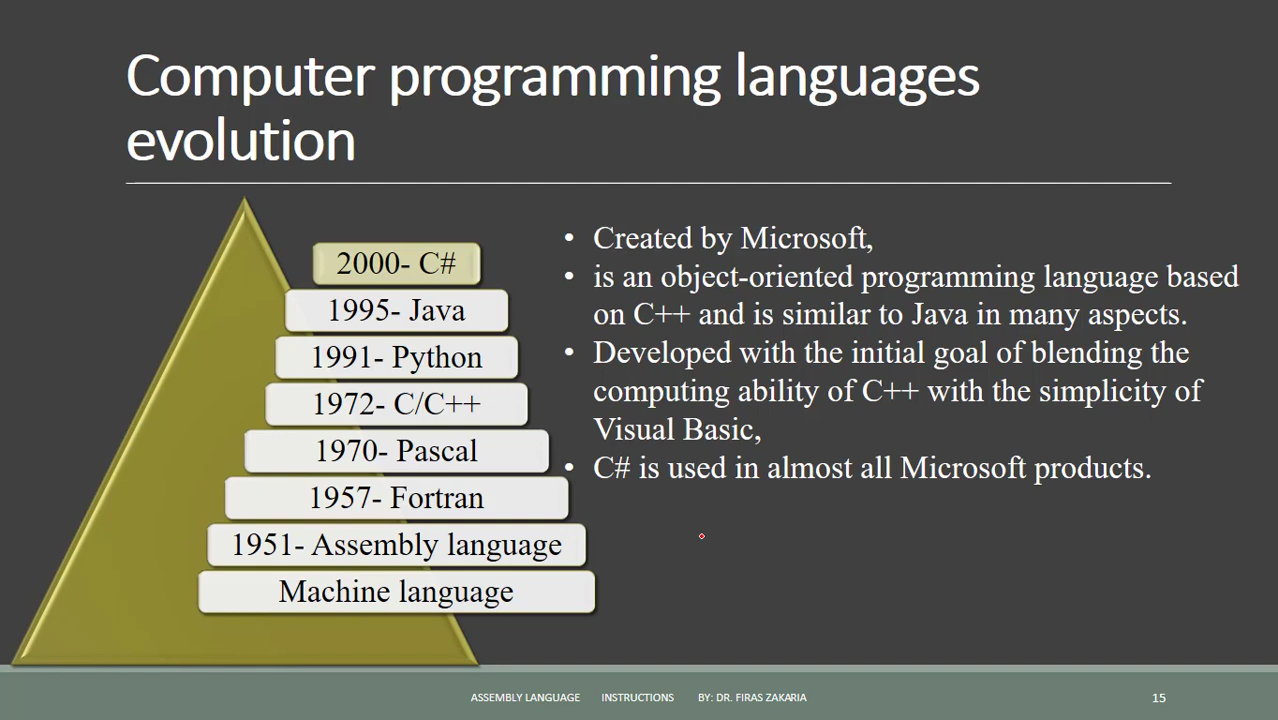 Computer programming languages
evolution
2000- C#
1995- Java
1991- Python
1972- C/C++
1970- Pascal
1957- Fortran
1951- Assembly language
Machine language
• Created by Microsoft,
• is an object-oriented programming language based
on C++ and is similar to Java in many aspects.
• Developed with the initial goal of blending the
computing ability of C++ with the simplicity of
Visual Basic,
• C# is used in almost all Microsoft products.
ASSEMBLY LANGUAGE INSTRUCTIONS BY: DR. FIRAS ZAKARIA
15